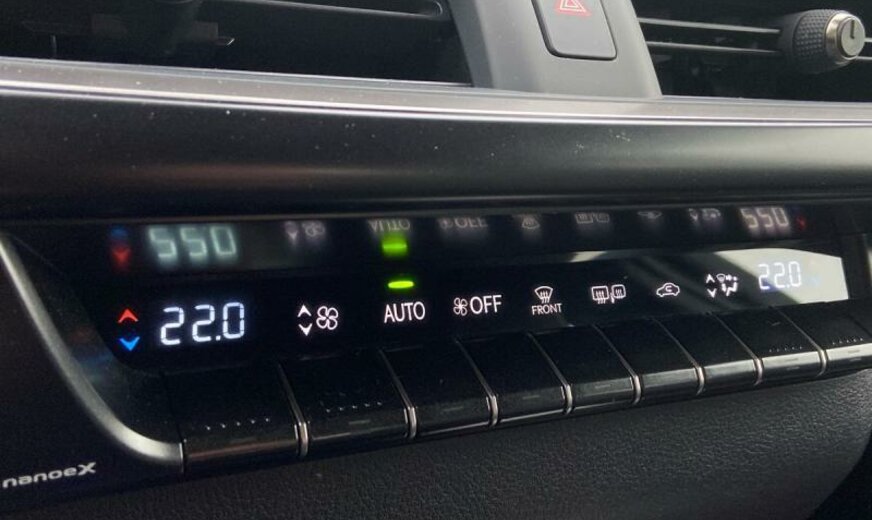 22.0 AUTO OFF FRONT 22.0
nanoeX